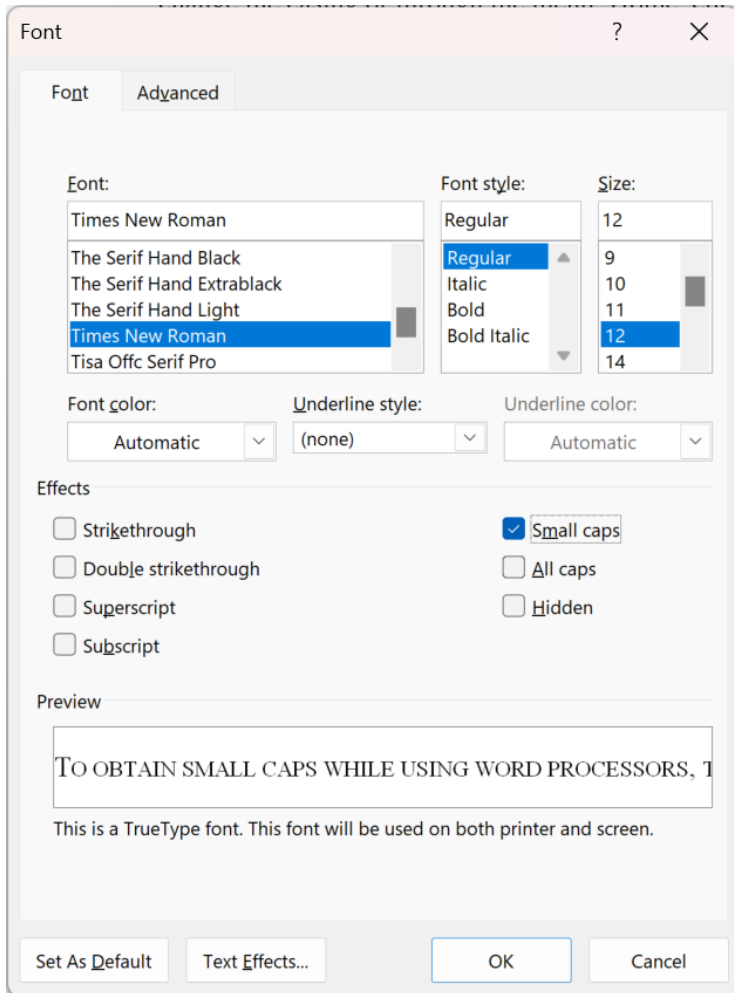 Font ? X
Font Advanced
Font: Font style: Size:
Times New Roman Regular 12
The Serif Hand Black Regular 9
The Serif Hand Extrablack Italic 10
The Serif Hand Light Bold 11
Times New Roman Bold Italic 12
Tisa Offc Serif Pro 14
Font color: Underline style: Underline color:
Automatic (none) Automatic
Effects
Strikethrough Small caps
Double strikethrough All caps
Superscript Hidden
Subscript
Preview
TO OBTAIN SMALL CAPS WHILE USING WORD PROCESSORS,
This is a TrueType font. This font will be used on both printer and screen.
Set As Default Text Effects... OK Cancel